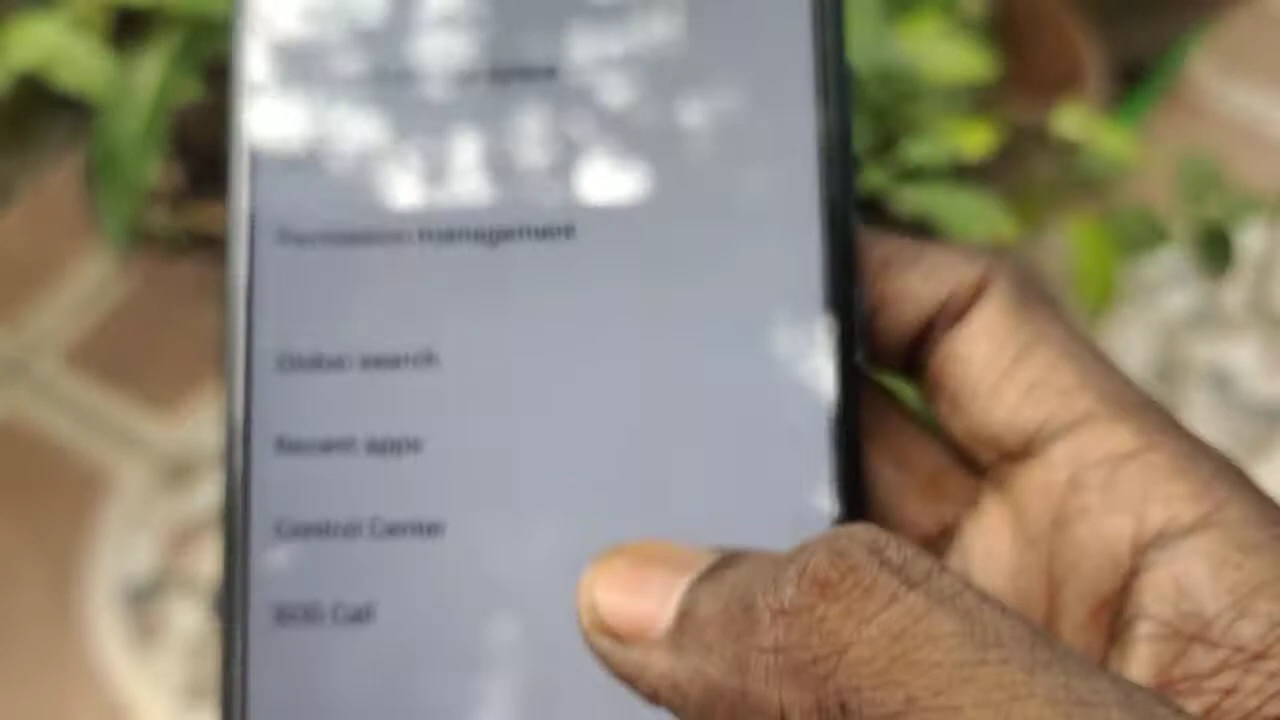 Permission management
Global search
Recent apps
Control Center
SOS Call